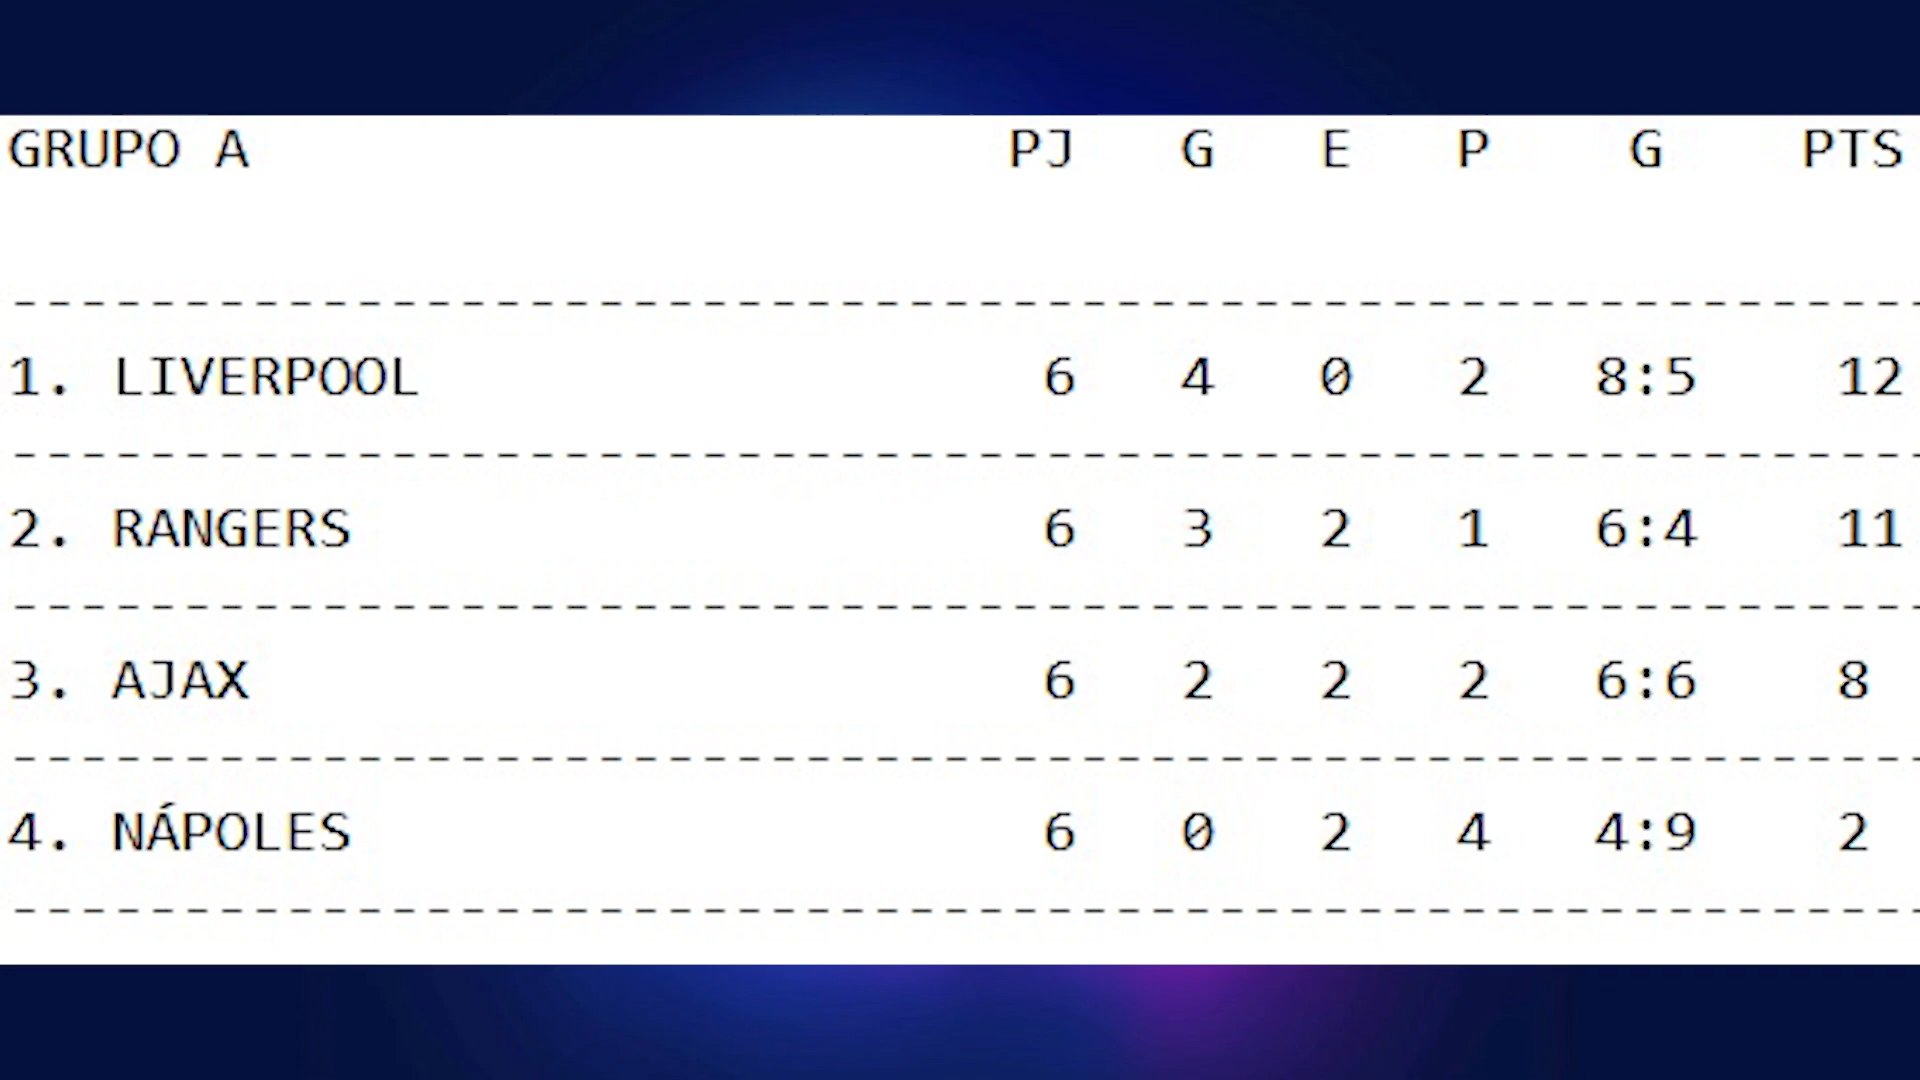 GRUPO A PJ G E P G PTS
--------------------------------------------------------
1. LIVERPOOL 6 4 0 2 8:5 12
--------------------------------------------------------
2. RANGERS 6 3 2 1 6:4 11
--------------------------------------------------------
3. AJAX 6 2 2 2 6:6 8
--------------------------------------------------------
4. NÁPOLES 6 0 2 4 4:9 2
--------------------------------------------------------